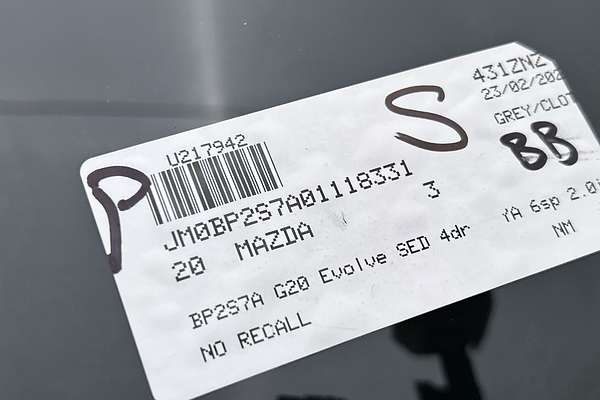 U217942
P
S
431ZNZ
23/02/202
GREY/CLOT
BB
JM0BP2S7A01118331
20 MAZDA 3
BP2S7A G20 Evolve SED 4dr YA 6sp 2.0
NO RECALL NM